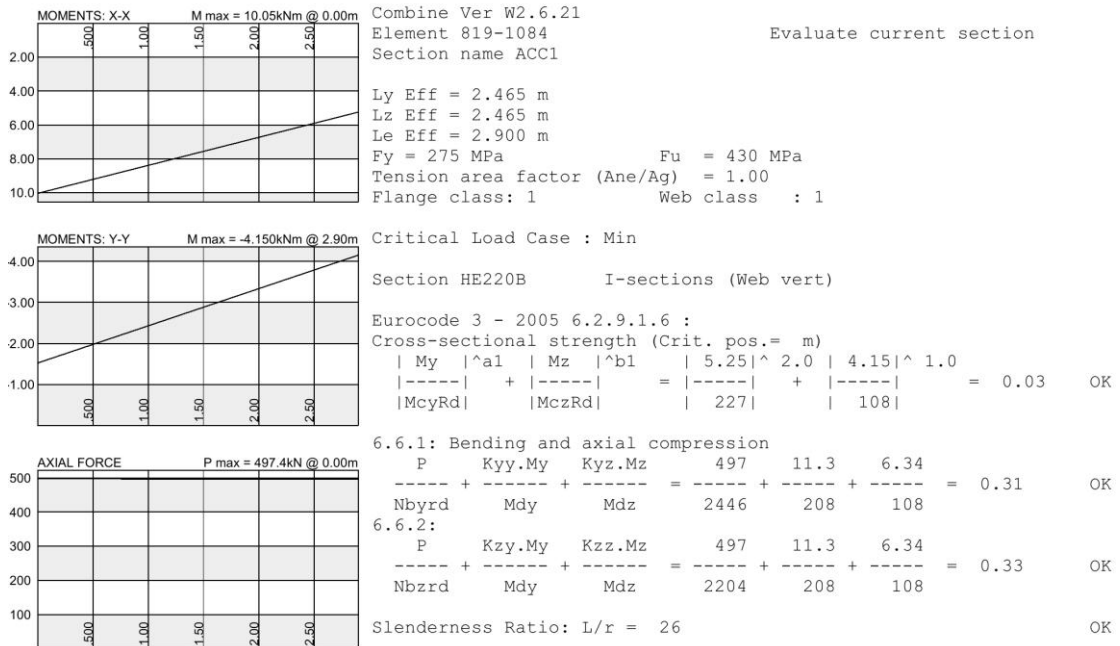 MOMENTS: X-X M max = 10.05kNm @ 0.00m
.500 1.00 1.50 2.00 2.50
2.00
4.00
6.00
8.00
10.0
MOMENTS: Y-Y M max = -4.150kNm @ 2.90m
-4.00
-3.00
-2.00
-1.00
.500 1.00 1.50 2.00 2.50
AXIAL FORCE P max = 497.4kN @ 0.00m
500
400
300
200
100
.500 1.00 1.50 2.00 2.50
Combine Ver W2.6.21
Element 819-1084 Evaluate current section
Section name ACC1
Ly Eff = 2.465 m
Lz Eff = 2.465 m
Le Eff = 2.900 m
Fy = 275 MPa Fu = 430 MPa
Tension area factor (Ane/Ag) = 1.00
Flange class: 1 Web class : 1
Critical Load Case : Min
Section HE220B I-sections (Web vert)
Eurocode 3 - 2005 6.2.9.1.6 :
Cross-sectional strength (Crit. pos.= m)
| My |^a1 | Mz |^b1 | 5.25|^ 2.0 | 4.15|^ 1.0
|-----| + |-----| = |-----| + |-----| = 0.03 OK
|McyRd| |MczRd| | 227| | 108|
6.6.1: Bending and axial compression
P Kyy.My Kyz.Mz 497 11.3 6.34
----- + ------ + ------ = ----- + ----- + ----- = 0.31 OK
Nbyrd Mdy Mdz 2446 208 108
6.6.2:
P Kzy.My Kzz.Mz 497 11.3 6.34
----- + ------ + ------ = ----- + ----- + ----- = 0.33 OK
Nbzrd Mdy Mdz 2204 208 108
Slenderness Ratio: L/r = 26 OK